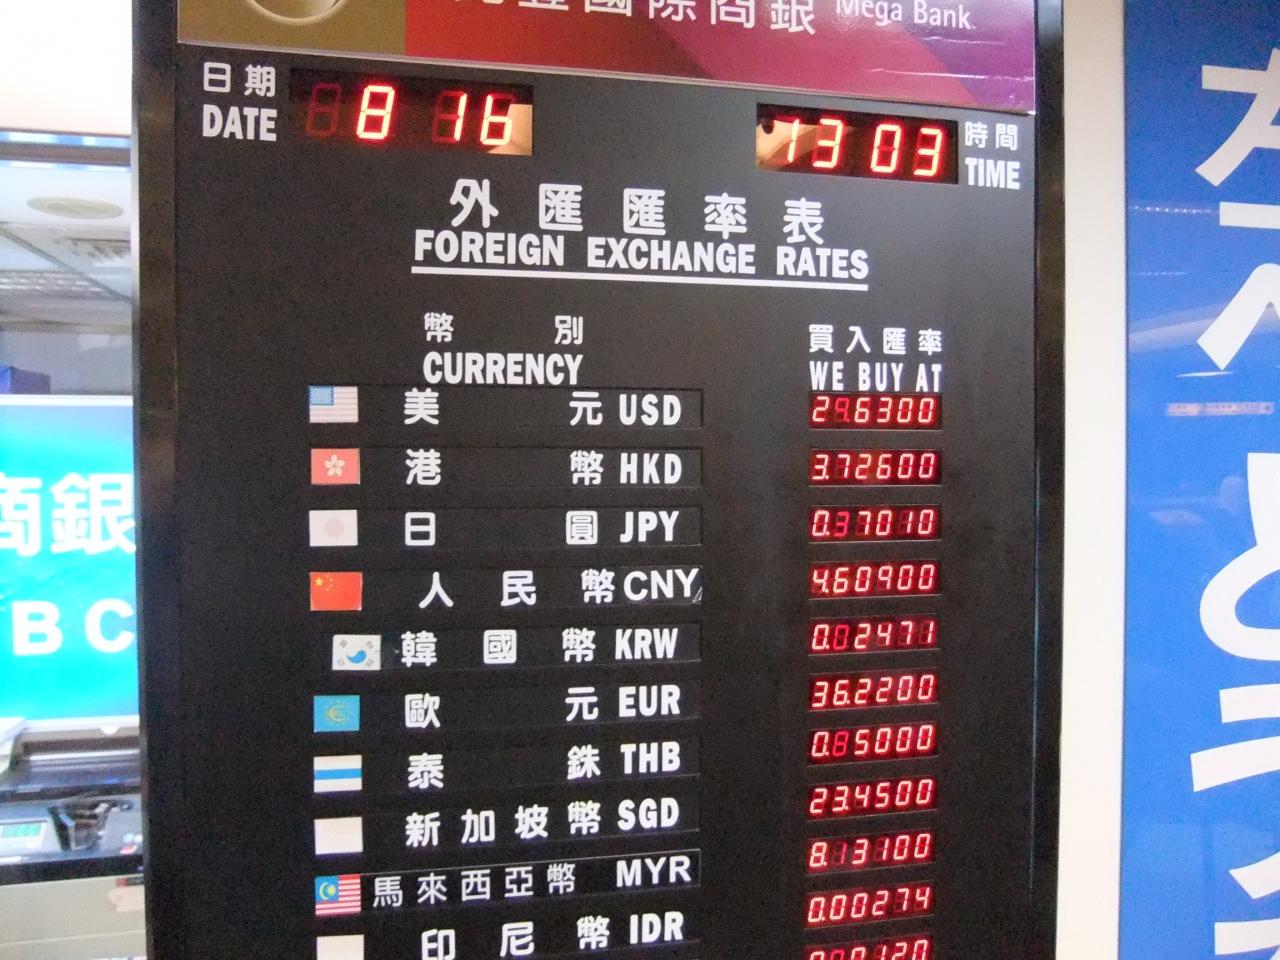 國際商銀 Mega Bank
日期 DATE 8 16
13 03 時間 TIME
外匯匯率表
FOREIGN EXCHANGE RATES
幣別 買入匯率
CURRENCY WE BUY AT
美元 USD 29.6300
港幣 HKD 3.72600
日圓 JPY 0.37010
人民幣 CNY 4.60900
韓國幣 KRW 0.02471
歐元 EUR 36.2200
泰銖 THB 0.85000
新加坡幣 SGD 23.4500
馬來西亞幣 MYR 8.13100
印尼幣 IDR 0.00274
商銀
B C